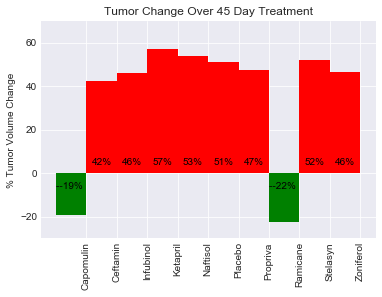 Tumor Change Over 45 Day Treatment
% Tumor Volume Change
60
40
20
0
−20
--19%
42%
46%
57%
53%
51%
47%
--22%
52%
46%
Capomulin
Ceftamin
Infubinol
Ketapril
Naftisol
Placebo
Propriva
Ramicane
Stelasyn
Zoniferol